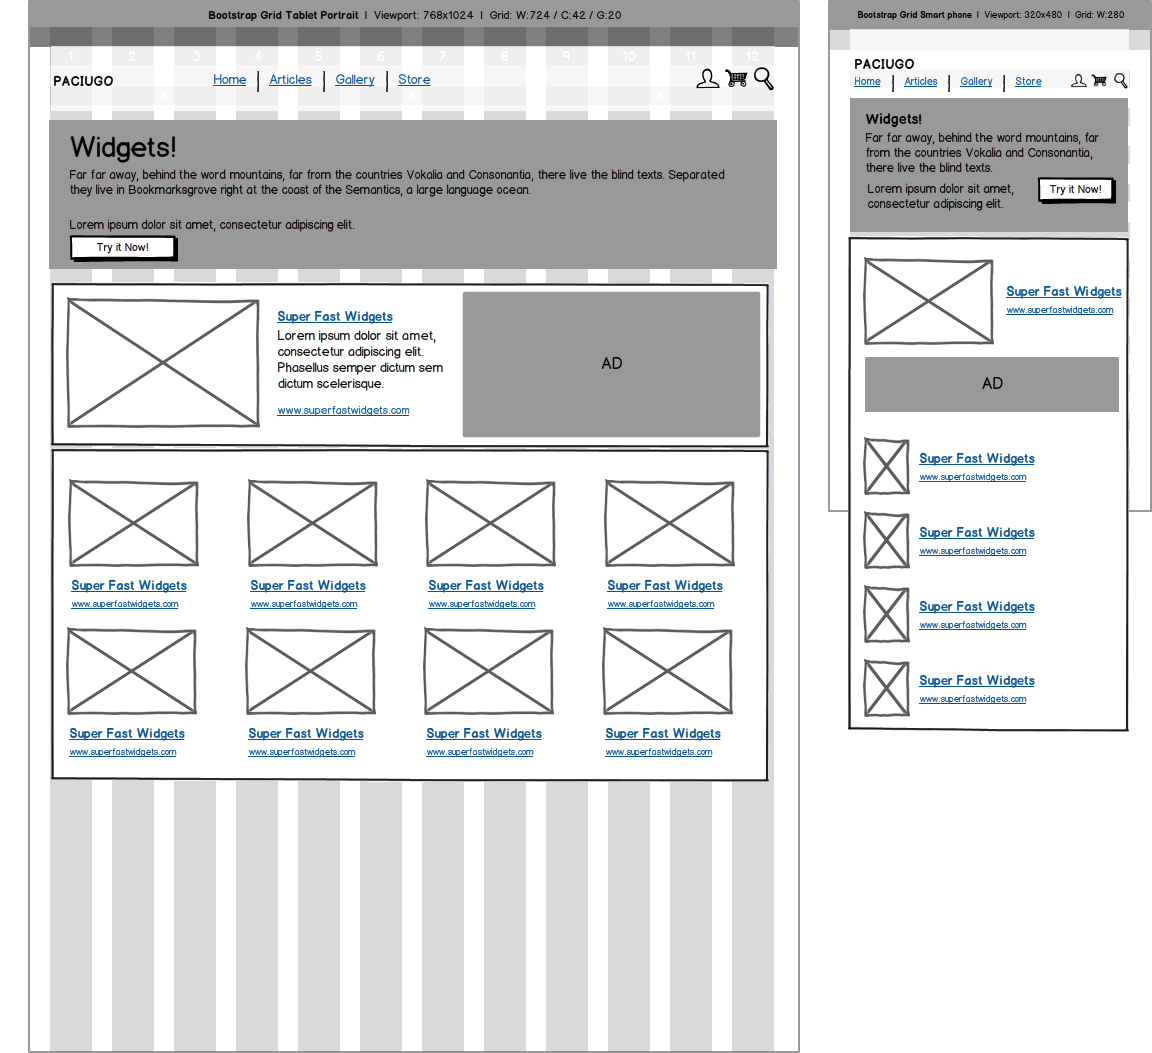 Bootstrap Grid Tablet Portrait | Viewport: 768x1024 | Grid: W:724 / C:42 / G:20
1 2 3 4 5 6 7 8 9 10 11 12
PACIUGO
Home | Articles | Gallery | Store
4 4 4
Widgets!
Far far away, behind the word mountains, far from the countries Vokalia and Consonantia, there live the blind texts. Separated
they live in Bookmarksgrove right at the coast of the Semantics, a large language ocean.
Lorem ipsum dolor sit amet, consectetur adipiscing elit.
Try it Now!
Super Fast Widgets
Lorem ipsum dolor sit amet,
consectetur adipiscing elit.
Phasellus semper dictum sem
dictum scelerisque.
www.superfastwidgets.com
AD
Super Fast Widgets
www.superfastwidgets.com
Super Fast Widgets
www.superfastwidgets.com
Super Fast Widgets
www.superfastwidgets.com
Super Fast Widgets
www.superfastwidgets.com
Super Fast Widgets
www.superfastwidgets.com
Super Fast Widgets
www.superfastwidgets.com
Super Fast Widgets
www.superfastwidgets.com
Super Fast Widgets
www.superfastwidgets.com
Bootstrap Grid Smart phone | Viewport: 320x480 | Grid: W:280
PACIUGO
Home | Articles | Gallery | Store
Widgets!
Far far away, behind the word mountains, far
from the countries Vokalia and Consonantia,
there live the blind texts.
Lorem ipsum dolor sit amet,
consectetur adipiscing elit.
Try it Now!
Super Fast Widgets
www.superfastwidgets.com
AD
Super Fast Widgets
www.superfastwidgets.com
Super Fast Widgets
www.superfastwidgets.com
Super Fast Widgets
www.superfastwidgets.com
Super Fast Widgets
www.superfastwidgets.com